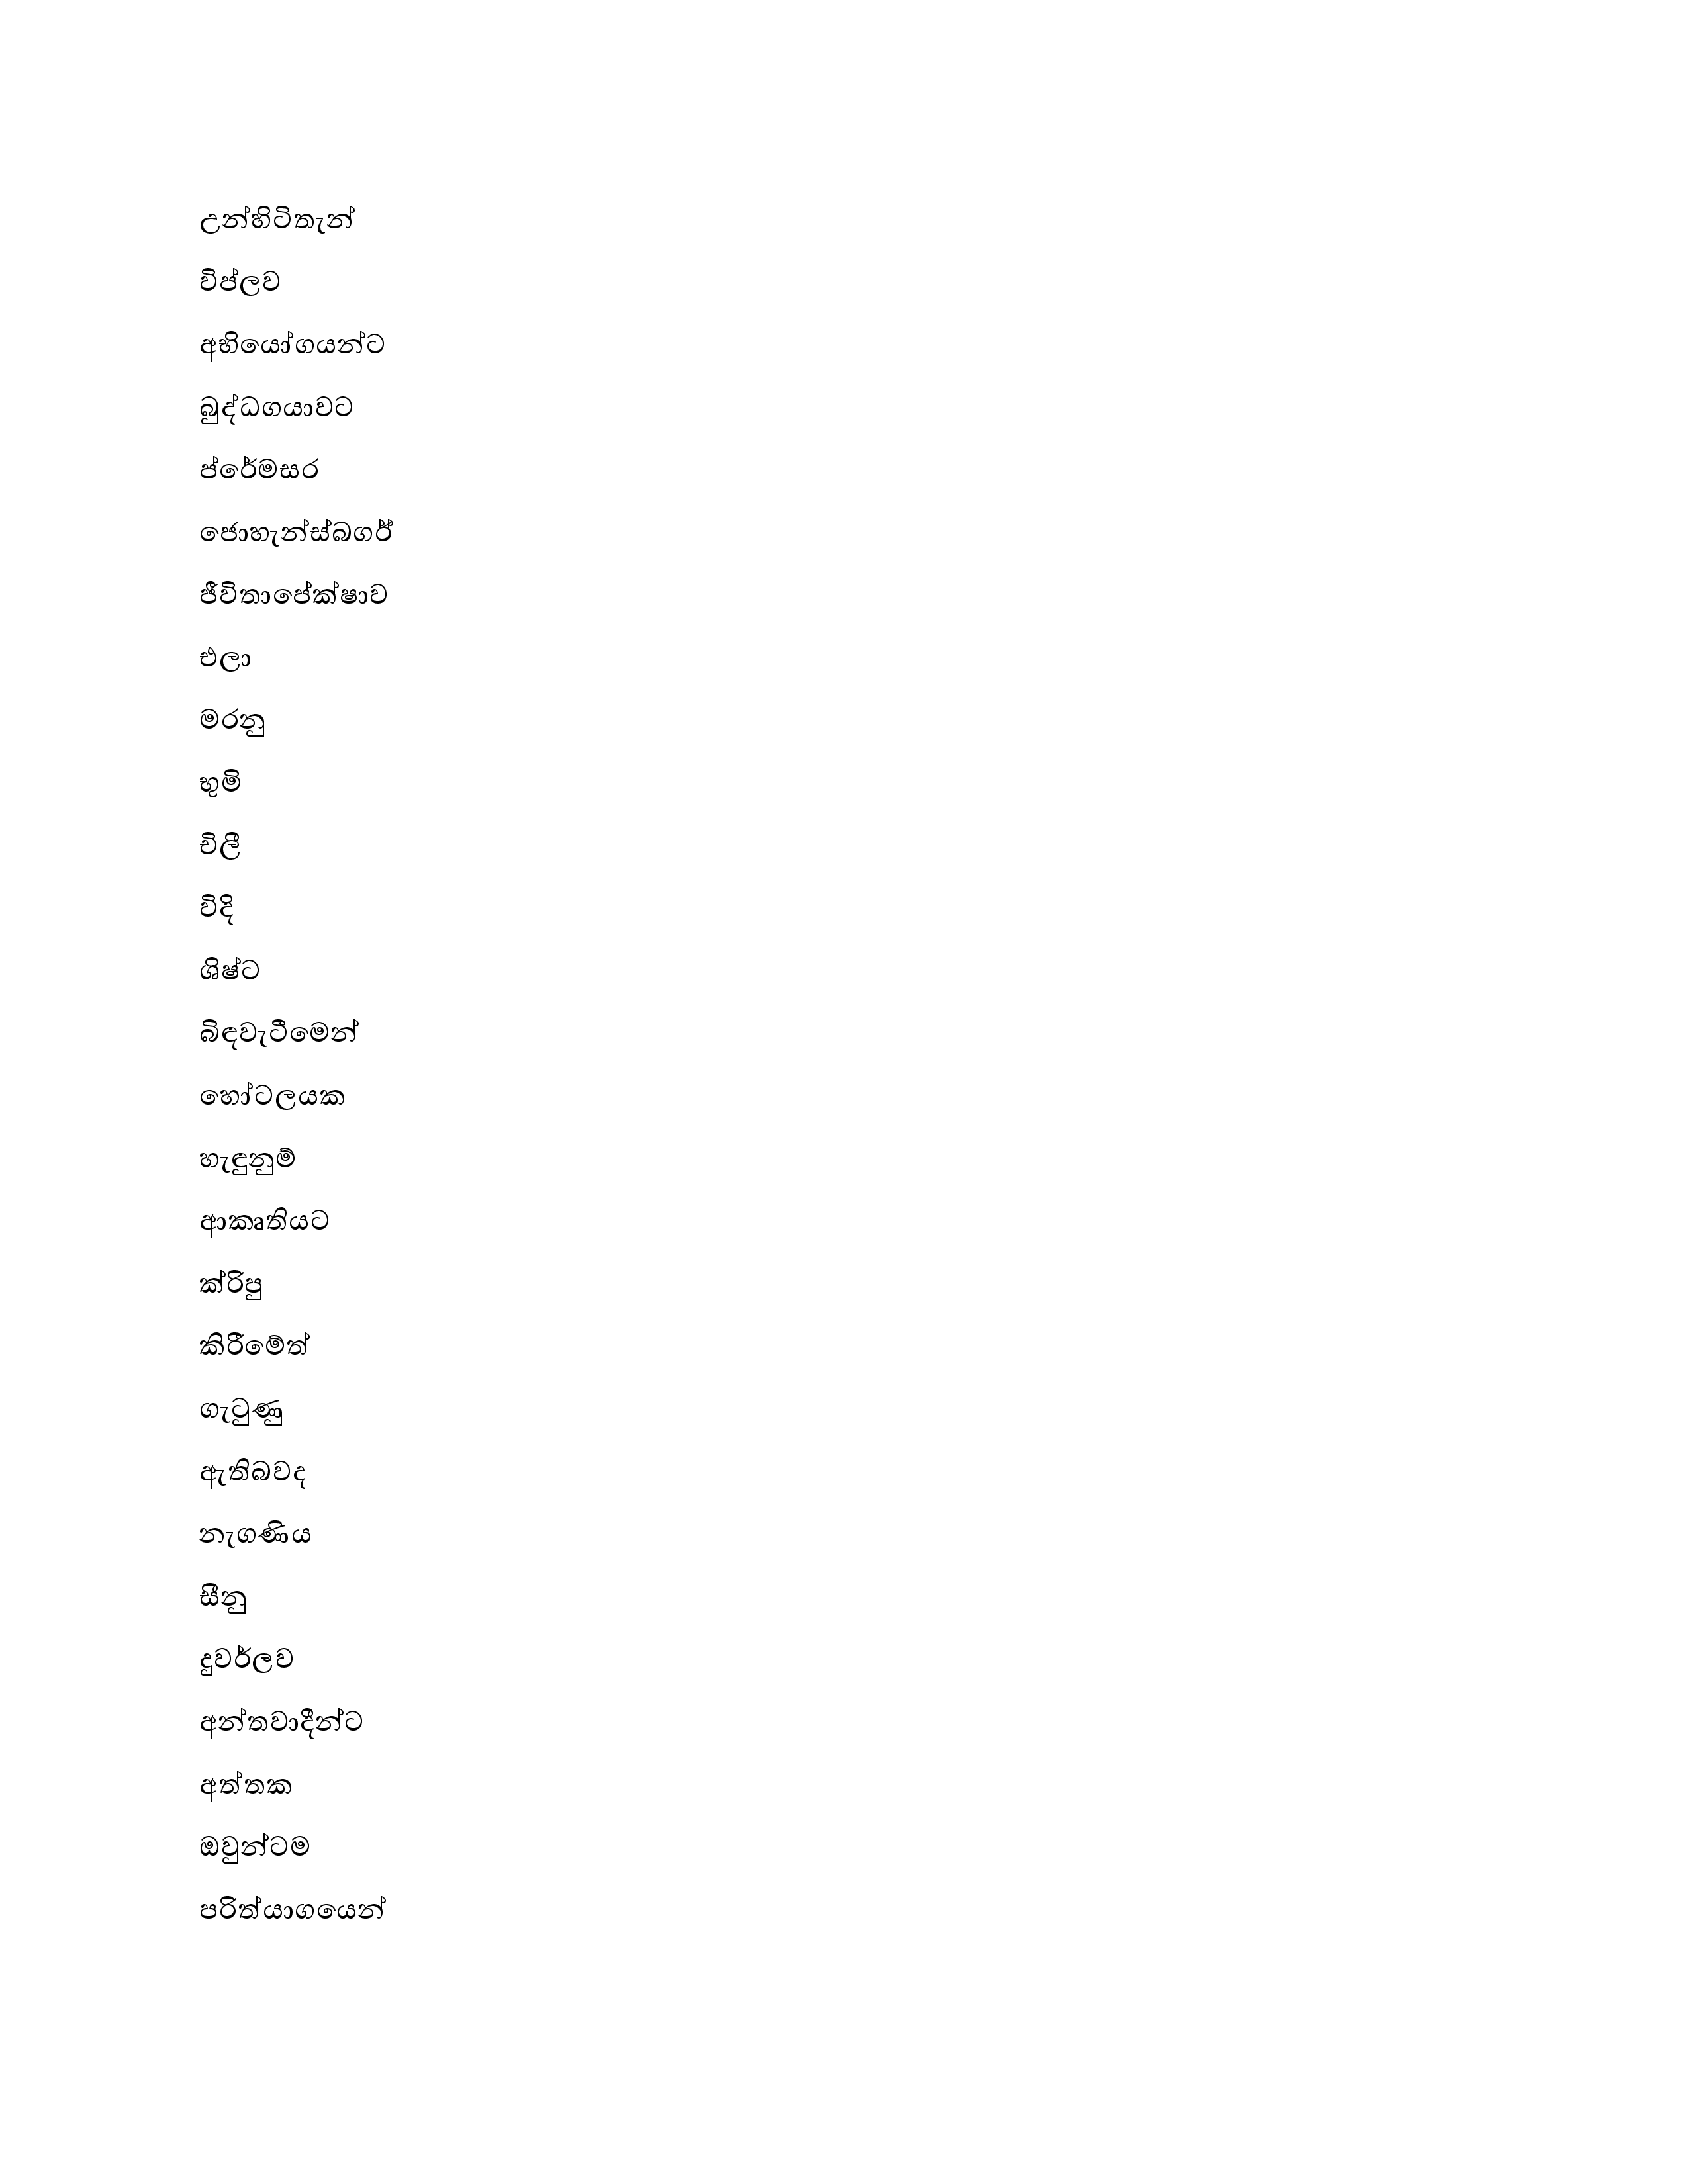 උන්හිටිතැන්
විප්ලව
අභියෝගයන්ට
බුද්ධගයාවට
ප්රේමසර
ජොහැන්ස්බගර්
ජීවිතාපේක්ෂාව
එලා
මරනු
භුමි
චිලී
විදි
ශිෂ්ට
බිඳවැටීමෙන්
හෝටලයක
හැඳුනුම්
ආකෘතියට
ක්රිපු
කිරීමේත්
ගැටුණු
ඇතිබවද
නැගණිය
සීනු
දුවර්ලව
අන්තවාදීන්ට
අත්තක
ඔවුන්ටම
පරිත්යාගයෙන්